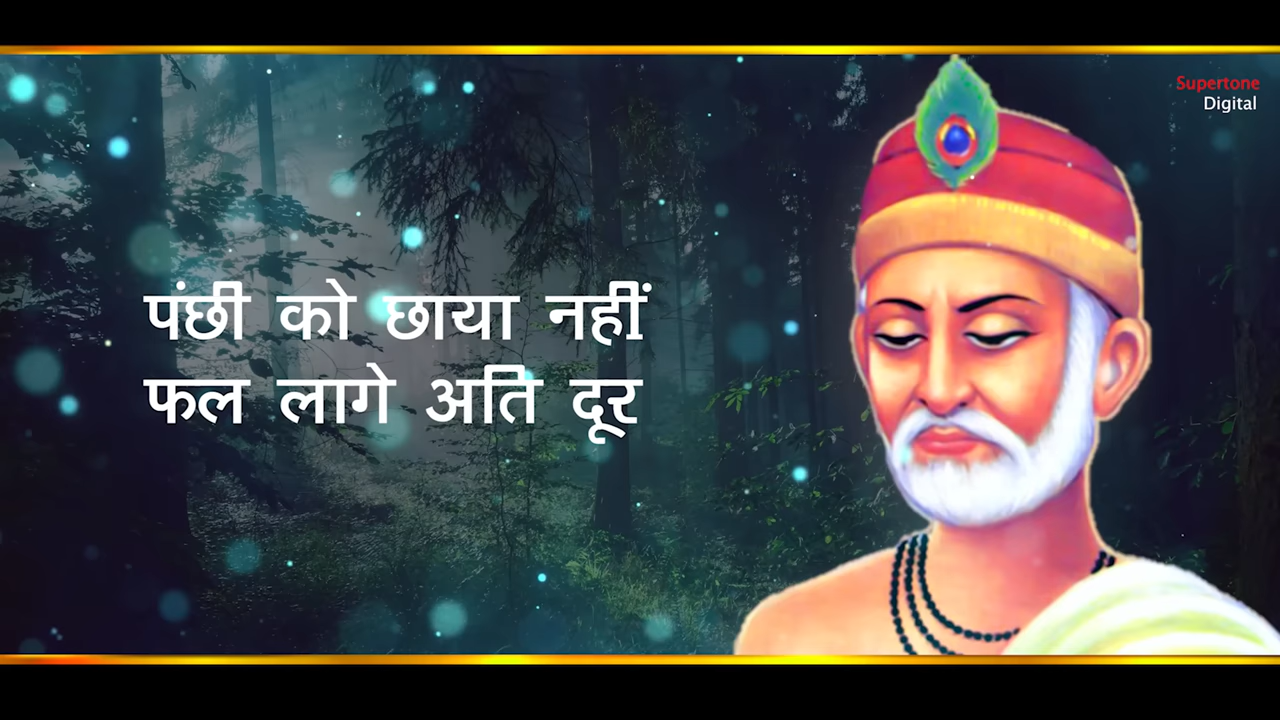 Supertone
Digital
पंछी को छाया नहीं
फल लागे अति दूर